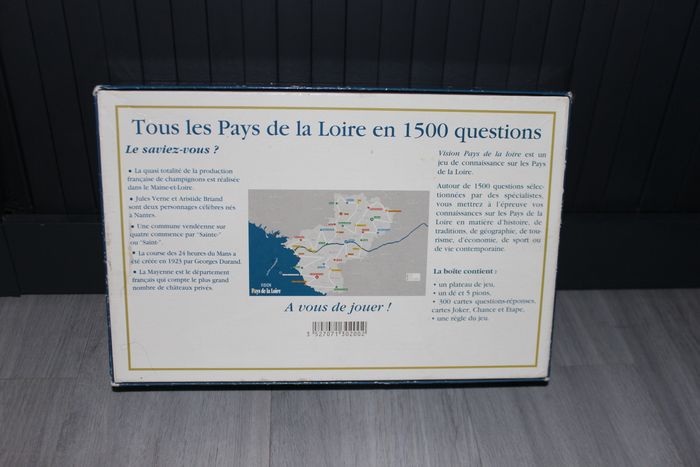 Tous les Pays de la Loire en 1500 questions
Le saviez-vous ?
• La quasi totalité de la production
française de champignons est réalisée
dans le Maine-et-Loire.
• Jules Verne et Aristide Briand
sont deux personnages célèbres nés
à Nantes.
• Une commune vendéenne sur
quatre commence par "Sainte-"
ou "Saint-".
• La course des 24 heures du Mans a
été créée en 1923 par Georges Durand.
• La Mayenne est le département
français qui compte le plus grand
nombre de châteaux privés.
VISION
Pays de la Loire
A vous de jouer !
3 527071 302002
Vision Pays de la loire est un
jeu de connaissance sur les Pays
de la Loire.
Autour de 1500 questions sélec-
tionnées par des spécialistes,
vous mettrez à l'épreuve vos
connaissances sur les Pays de la
Loire en matière d'histoire, de
traditions, de géographie, de tou-
risme, d'économie, de sport ou
de vie contemporaine.
La boîte contient :
• un plateau de jeu,
• un dé et 5 pions,
• 300 cartes questions-réponses,
cartes Joker, Chance et Etape,
• une règle du jeu.